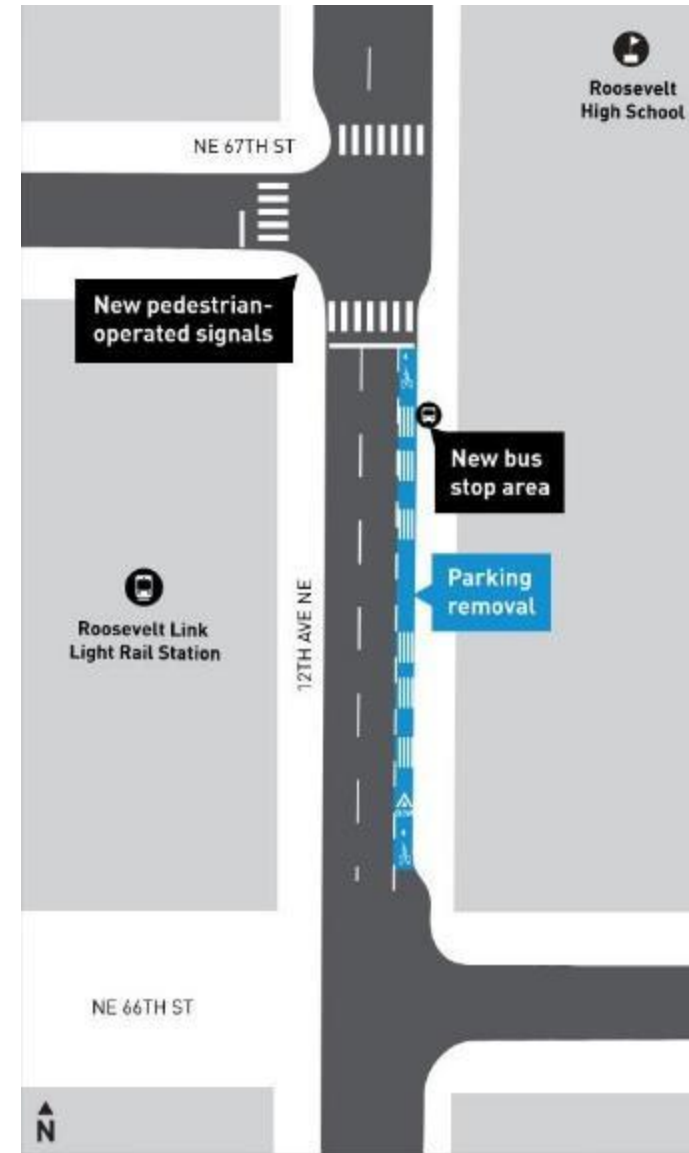 Roosevelt
High School
NE 67TH ST
New pedestrian-
operated signals
New bus
stop area
Parking
removal
Roosevelt Link
Light Rail Station
12TH AVE NE
NE 66TH ST
N